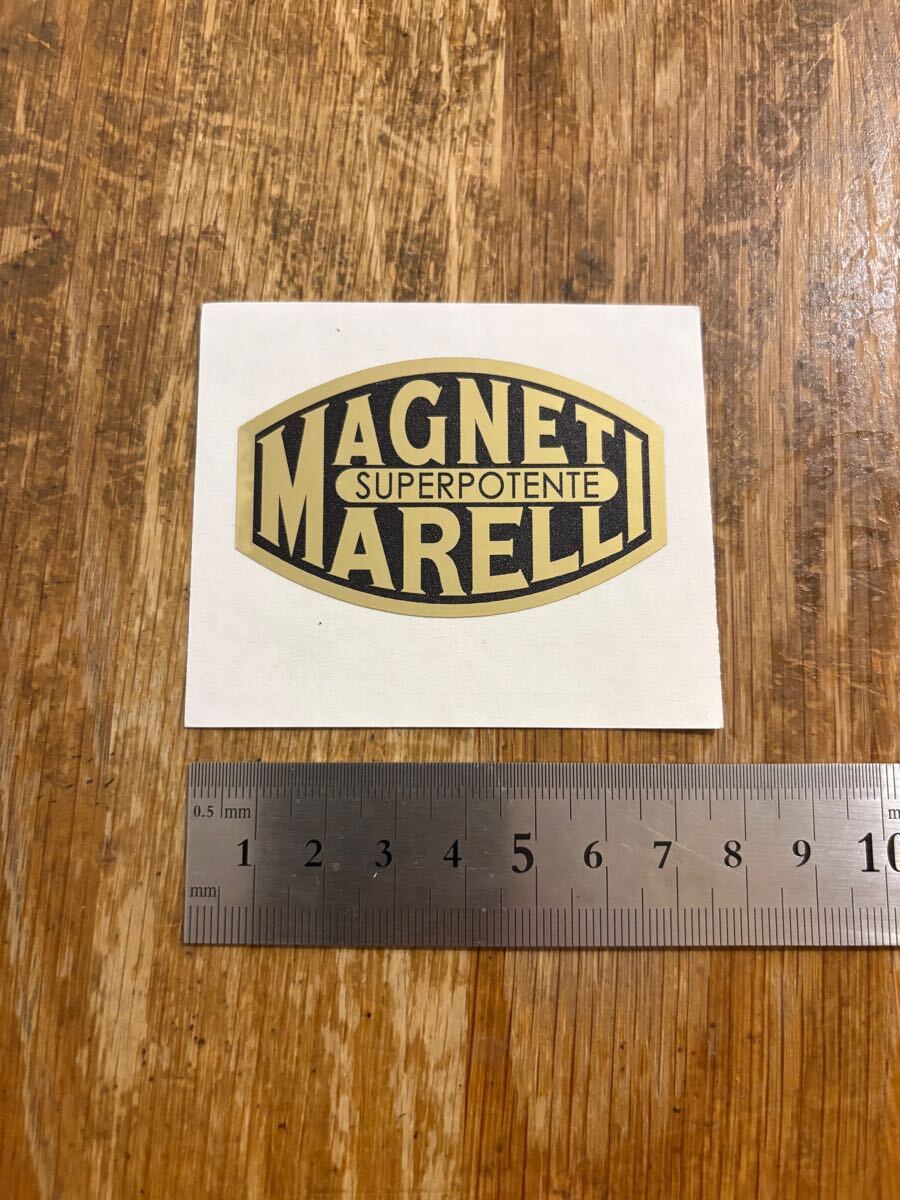 MAGNETI
SUPERPOTENTE
MARELLI
0.5 mm
m
1 2 3 4 5 6 7 8 9 10
mm